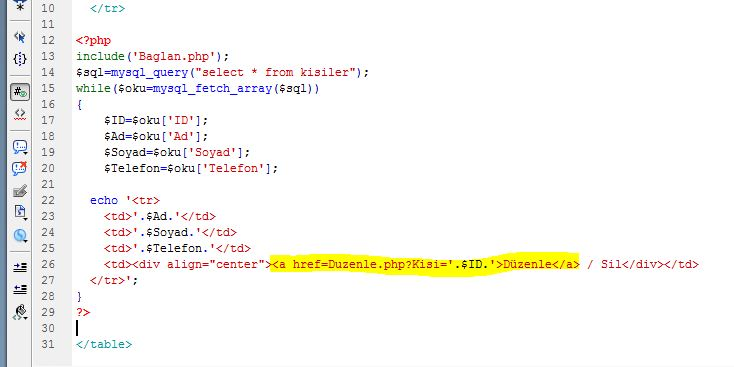 10 </tr>
11
12 <?php
13 include('Baglan.php');
14 $sql=mysql_query("select * from kisiler");
15 while($oku=mysql_fetch_array($sql))
16 {
17 $ID=$oku['ID'];
18 $Ad=$oku['Ad'];
19 $Soyad=$oku['Soyad'];
20 $Telefon=$oku['Telefon'];
21
22 echo '<tr>
23 <td>'.$Ad.'</td>
24 <td>'.$Soyad.'</td>
25 <td>'.$Telefon.'</td>
26 <td><div align="center"><a href=Duzenle.php?Kisi='.$ID.'>Düzenle</a> / Sil</div></td>
27 </tr>';
28 }
29 ?>
30
31 </table>